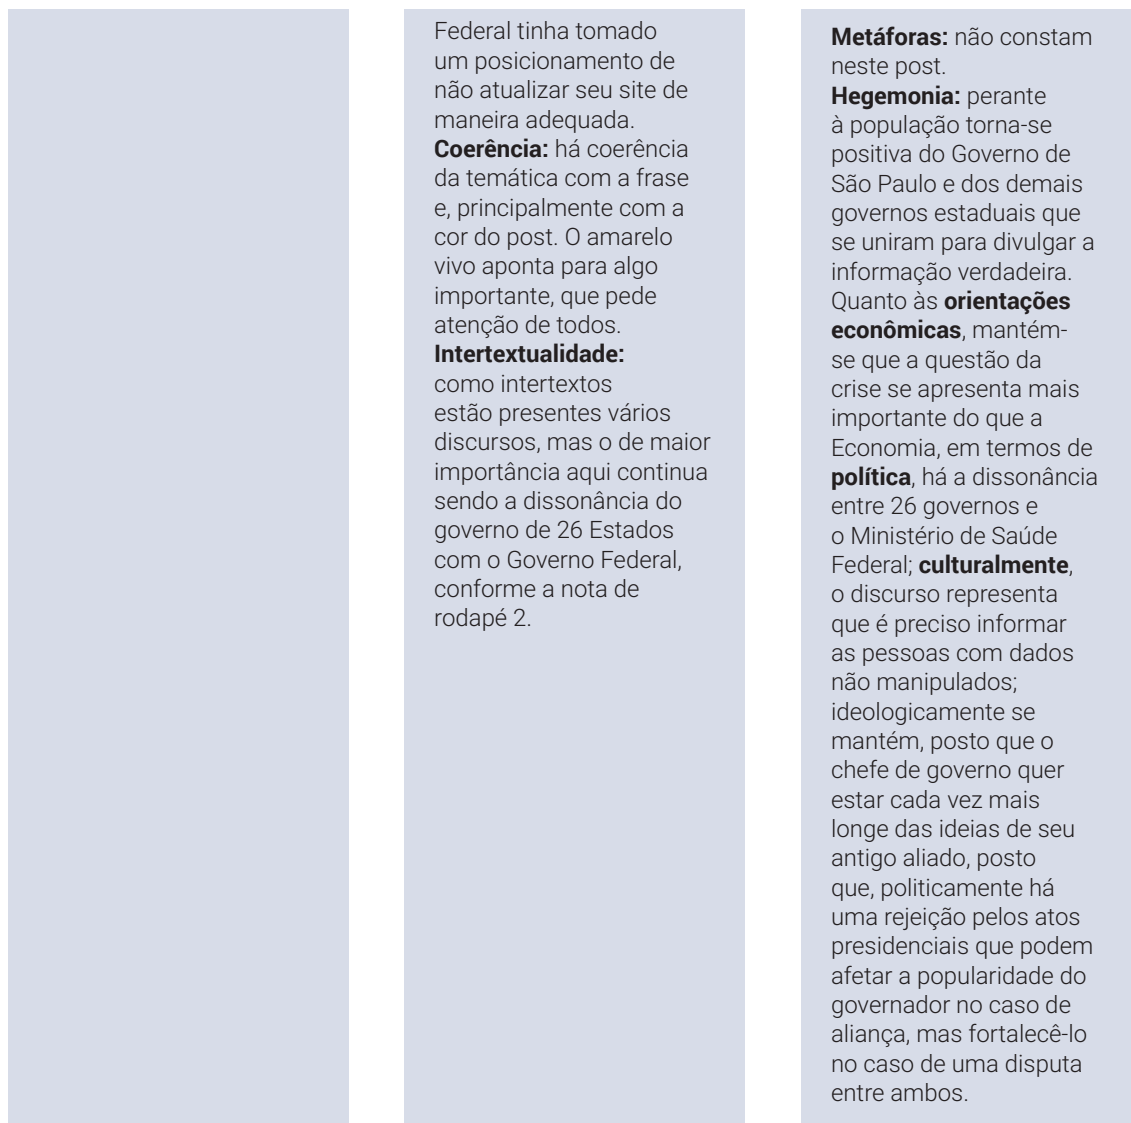 Federal tinha tomado
um posicionamento de
não atualizar seu site de
maneira adequada.
Coerência: há coerência
da temática com a frase
e, principalmente com a
cor do post. O amarelo
vivo aponta para algo
importante, que pede
atenção de todos.
Intertextualidade:
como intertextos
estão presentes vários
discursos, mas o de maior
importância aqui continua
sendo a dissonância do
governo de 26 Estados
com o Governo Federal,
conforme a nota de
rodapé 2.
Metáforas: não constam
neste post.
Hegemonia: perante
à população torna-se
positiva do Governo de
São Paulo e dos demais
governos estaduais que
se uniram para divulgar a
informação verdadeira.
Quanto às orientações
econômicas, mantém-
se que a questão da
crise se apresenta mais
importante do que a
Economia, em termos de
política, há a dissonância
entre 26 governos e
o Ministério de Saúde
Federal; culturalmente,
o discurso representa
que é preciso informar
as pessoas com dados
não manipulados;
ideologicamente se
mantém, posto que o
chefe de governo quer
estar cada vez mais
longe das ideias de seu
antigo aliado, posto
que, politicamente há
uma rejeição pelos atos
presidenciais que podem
afetar a popularidade do
governador no caso de
aliança, mas fortalecê-lo
no caso de uma disputa
entre ambos.